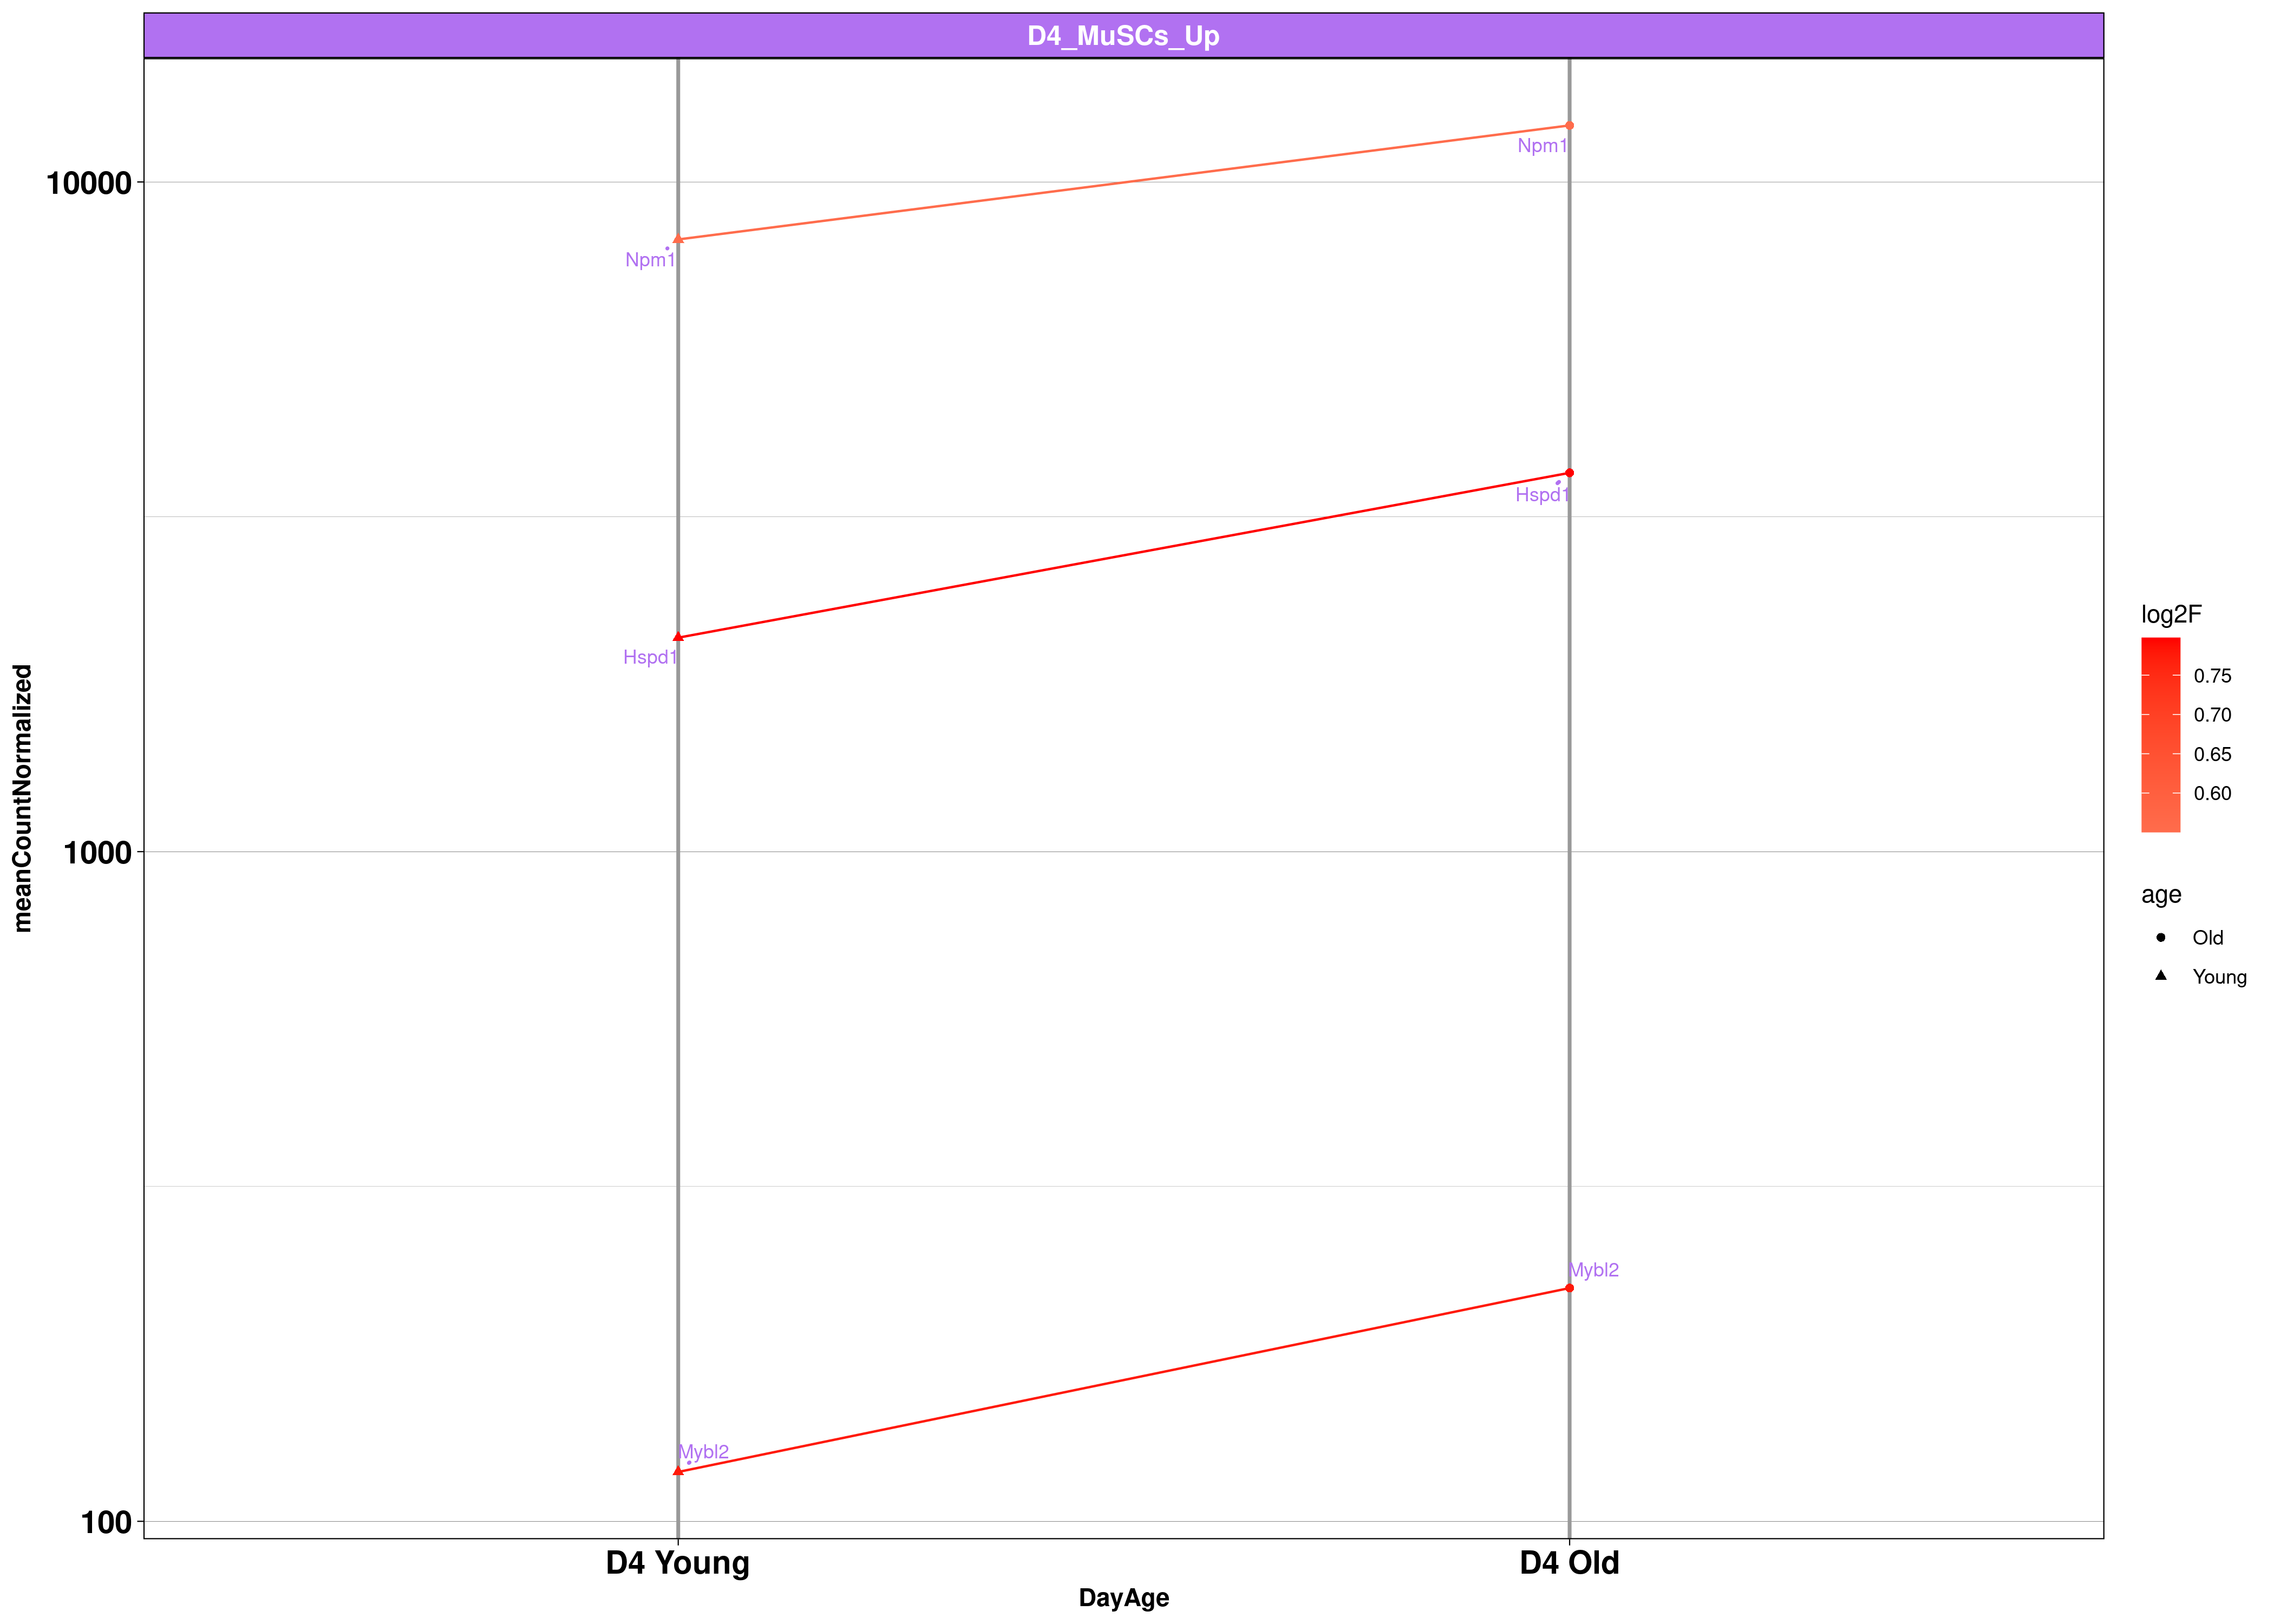 D4_MuSCs_Up
10000
1000
100
meanCountNormalized
Npm1
Npm1
Hspd1
Hspd1
Mybl2
Mybl2
D4 Young
D4 Old
DayAge
log2F
0.75
0.70
0.65
0.60
age
Old
Young